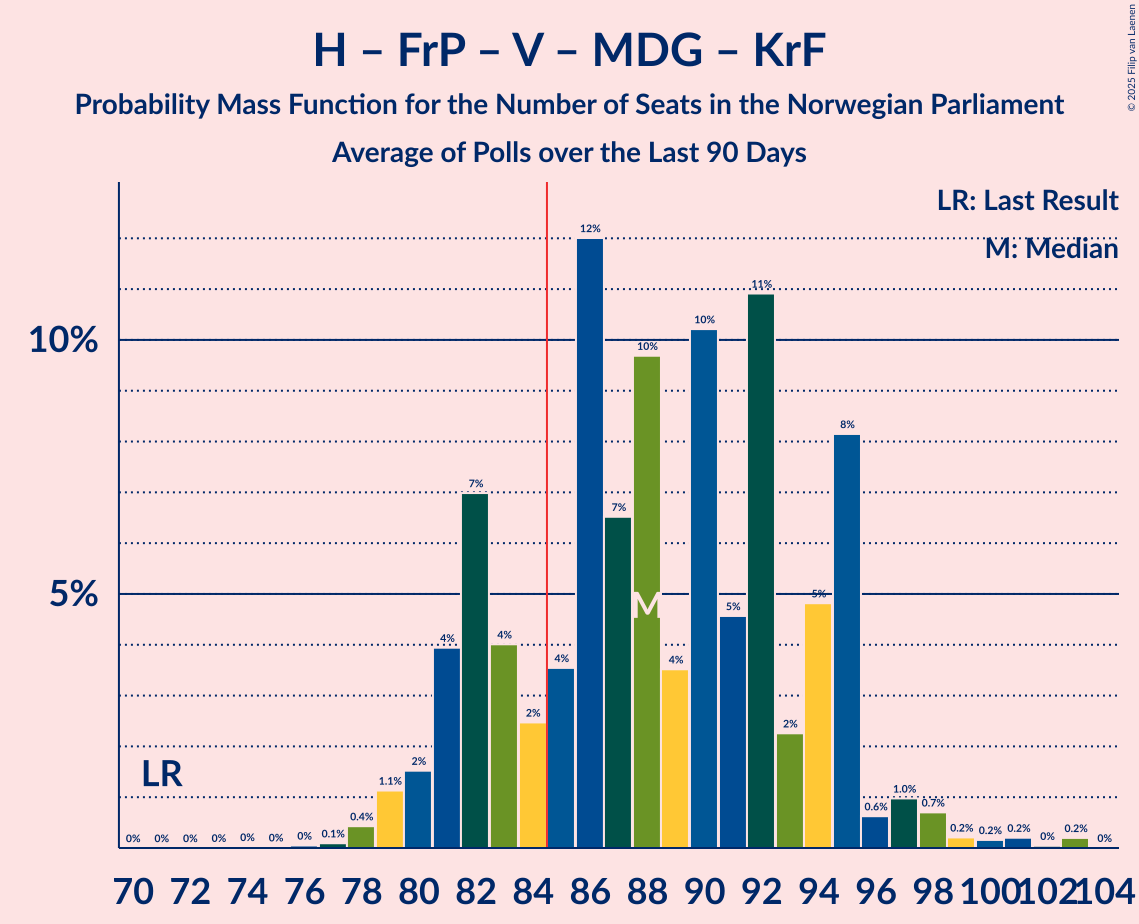 H – FrP – V – MDG – KrF
Probability Mass Function for the Number of Seats in the Norwegian Parliament
Average of Polls over the Last 90 Days
© 2025 Filip van Laenen
LR: Last Result
M: Median
10%
5%
LR
M
0% 0% 0% 0% 0% 0% 0% 0.1% 0.4% 1.1% 2% 4% 7% 4% 2% 4% 12% 7% 10% 4% 10% 5% 11% 2% 5% 8% 0.6% 1.0% 0.7% 0.2% 0.2% 0.2% 0% 0.2% 0%
70 72 74 76 78 80 82 84 86 88 90 92 94 96 98 100 102 104